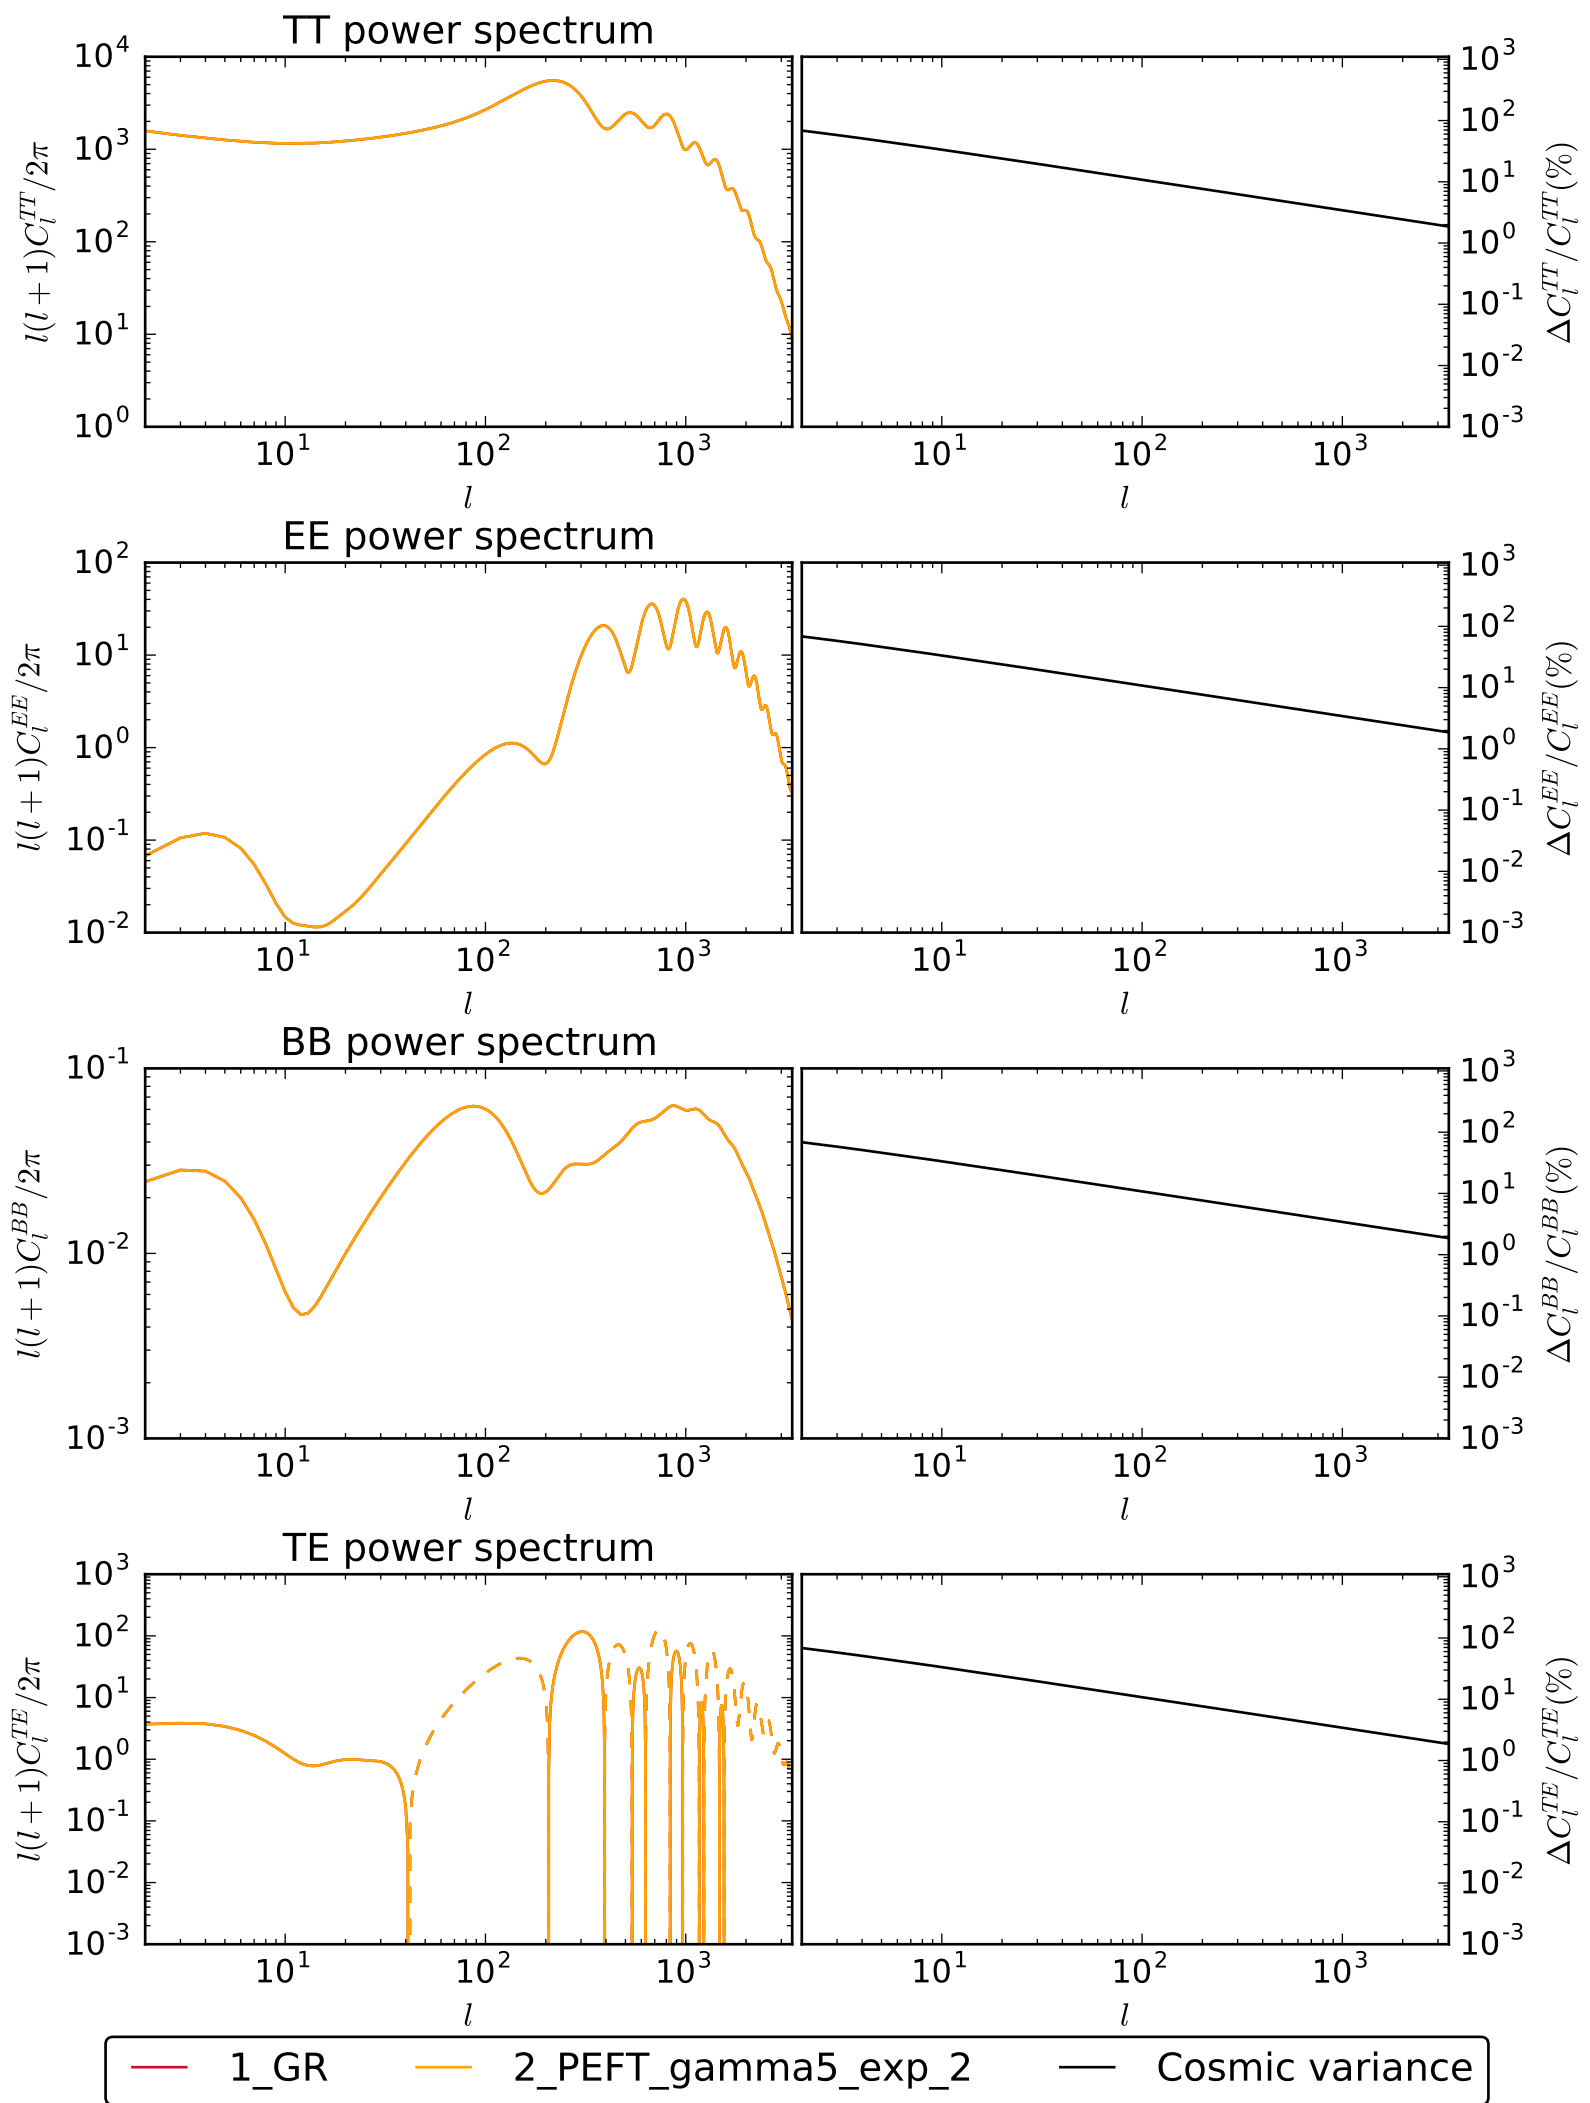 TT power spectrum
l(l + 1)C_l^{TT}/2π
10^4
10^3
10^2
10^1
10^0
10^1 10^2 10^3
l
10^1 10^2 10^3
l
10^3
10^2
10^1
10^0
10^-1
10^-2
10^-3
ΔC_l^{TT}/C_l^{TT}(%)
EE power spectrum
l(l + 1)C_l^{EE}/2π
10^2
10^1
10^0
10^-1
10^-2
10^1 10^2 10^3
l
10^1 10^2 10^3
l
10^3
10^2
10^1
10^0
10^-1
10^-2
10^-3
ΔC_l^{EE}/C_l^{EE}(%)
BB power spectrum
l(l + 1)C_l^{BB}/2π
10^-1
10^-2
10^-3
10^1 10^2 10^3
l
10^1 10^2 10^3
l
10^3
10^2
10^1
10^0
10^-1
10^-2
10^-3
ΔC_l^{BB}/C_l^{BB}(%)
TE power spectrum
l(l + 1)C_l^{TE}/2π
10^3
10^2
10^1
10^0
10^-1
10^-2
10^-3
10^1 10^2 10^3
l
10^1 10^2 10^3
l
10^3
10^2
10^1
10^0
10^-1
10^-2
10^-3
ΔC_l^{TE}/C_l^{TE}(%)
1_GR 2_PEFT_gamma5_exp_2 Cosmic variance